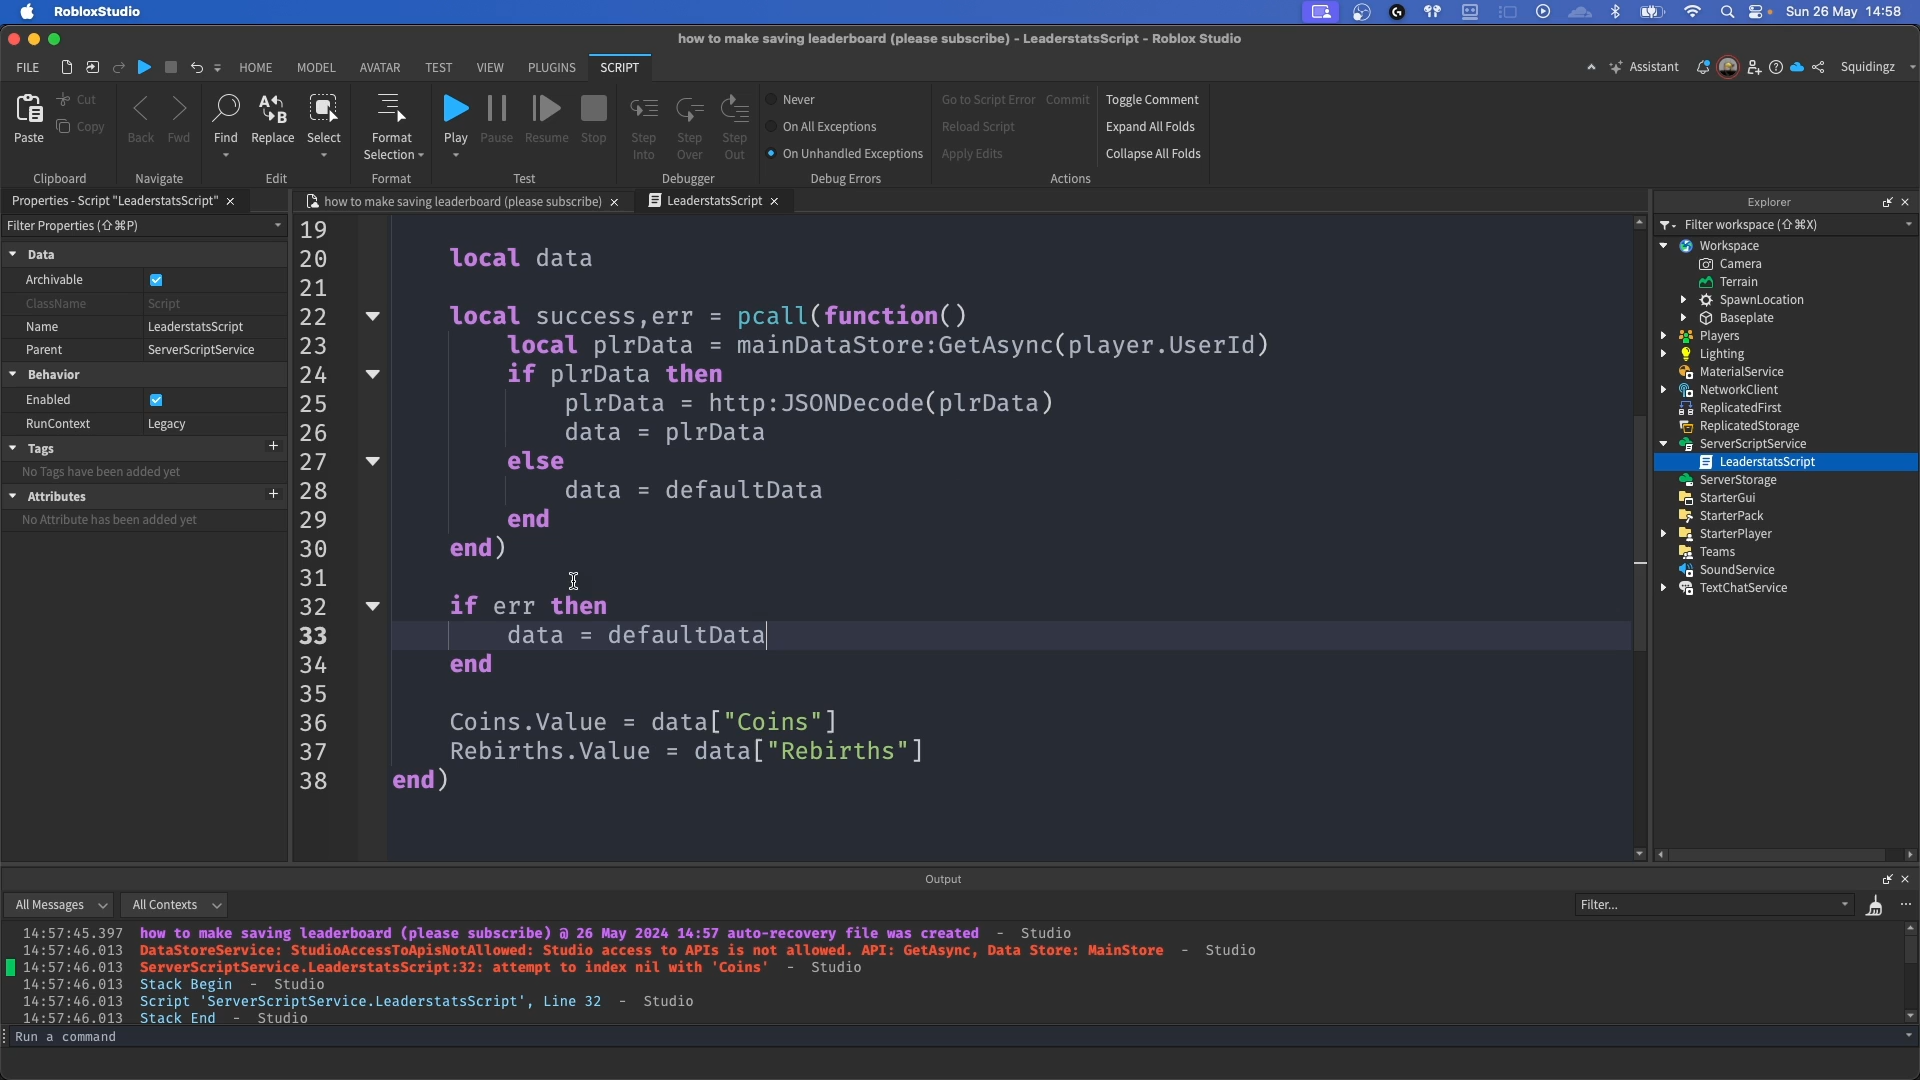 RobloxStudio
Sun 26 May 14:58
how to make saving leaderboard (please subscribe) - LeaderstatsScript - Roblox Studio
FILE HOME MODEL AVATAR TEST VIEW PLUGINS SCRIPT Assistant Squidingz
Paste Cut Copy Back Fwd Find Replace Select Format Selection Play Pause Resume Stop Step Into Step Over Step Out
Never Go to Script Error Commit Toggle Comment
On All Exceptions Reload Script Expand All Folds
On Unhandled Exceptions Apply Edits Collapse All Folds
Clipboard Navigate Edit Format Test Debugger Debug Errors Actions
Properties - Script "LeaderstatsScript"
Filter Properties (⇧⌘P)
Data
Archivable
ClassName Script
Name LeaderstatsScript
Parent ServerScriptService
Behavior
Enabled
RunContext Legacy
Tags
No Tags have been added yet
Attributes
No Attribute has been added yet
how to make saving leaderboard (please subscribe) LeaderstatsScript
19
20 local data
21
22 local success,err = pcall(function()
23 local plrData = mainDataStore:GetAsync(player.UserId)
24 if plrData then
25 plrData = http:JSONDecode(plrData)
26 data = plrData
27 else
28 data = defaultData
29 end
30 end)
31
32 if err then
33 data = defaultData
34 end
35
36 Coins.Value = data["Coins"]
37 Rebirths.Value = data["Rebirths"]
38 end)
Explorer
Filter workspace (⇧⌘X)
Workspace
Camera
Terrain
SpawnLocation
Baseplate
Players
Lighting
MaterialService
NetworkClient
ReplicatedFirst
ReplicatedStorage
ServerScriptService
LeaderstatsScript
ServerStorage
StarterGui
StarterPack
StarterPlayer
Teams
SoundService
TextChatService
Output
All Messages All Contexts Filter...
14:57:45.397 how to make saving leaderboard (please subscribe) @ 26 May 2024 14:57 auto-recovery file was created - Studio
14:57:46.013 DataStoreService: StudioAccessToApisNotAllowed: Studio access to APIs is not allowed. API: GetAsync, Data Store: MainStore - Studio
14:57:46.013 ServerScriptService.LeaderstatsScript:32: attempt to index nil with 'Coins' - Studio
14:57:46.013 Stack Begin - Studio
14:57:46.013 Script 'ServerScriptService.LeaderstatsScript', Line 32 - Studio
14:57:46.013 Stack End - Studio
Run a command